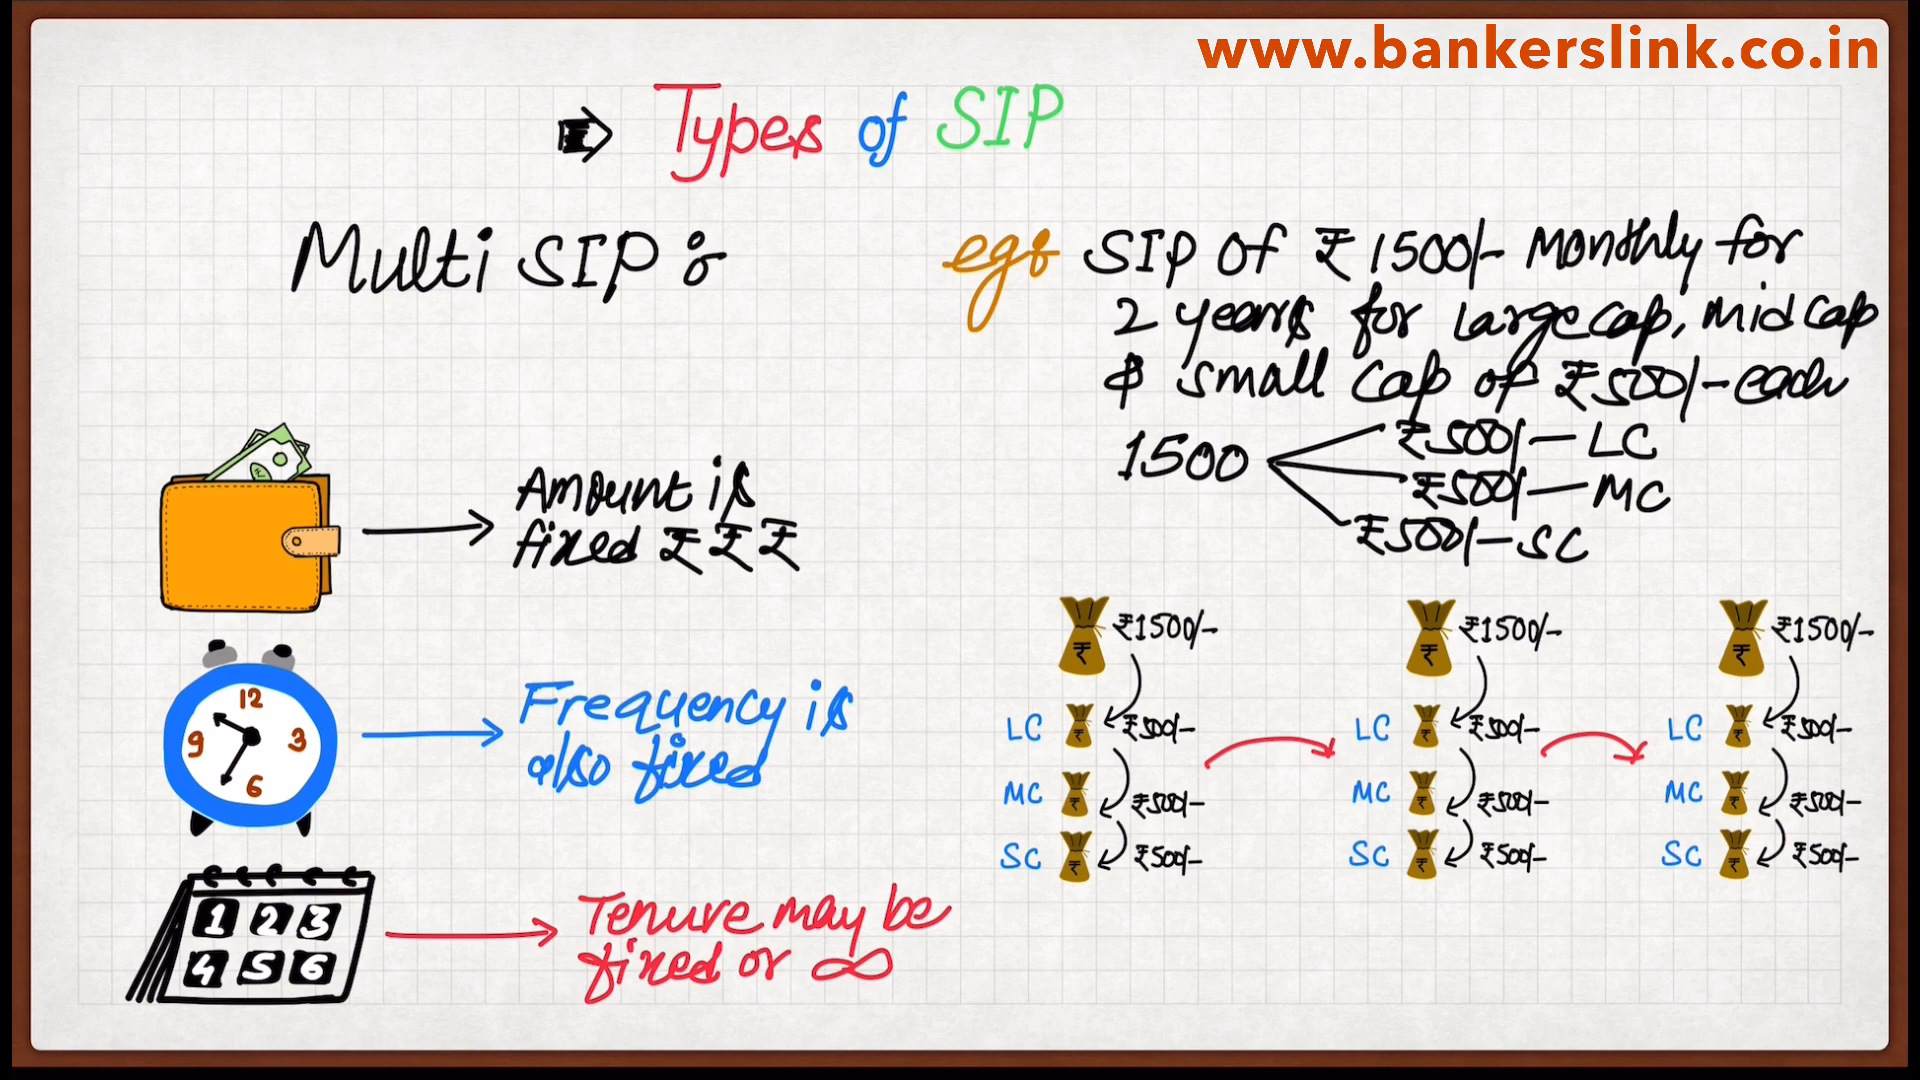 www.bankerslink.co.in
Types of SIP
Multi SIP :-
Amount is
fixed ₹ ₹ ₹
12
9 3
6
Frequency is
also fixed
1 2 3
4 5 6
Tenure may be
fixed or ∞
eg:- SIP of ₹ 1500/- Monthly for
2 years for Large cap, Mid cap
& small cap of ₹500/- each
1500
₹500/- LC
₹500/- MC
₹500/- SC
₹ ₹1500/-
LC ₹500/-
MC ₹ ₹500/-
SC ₹ ₹500/-
₹ ₹1500/-
LC ₹500/-
MC ₹ ₹500/-
SC ₹ ₹500/-
₹ ₹1500/-
LC ₹500/-
MC ₹ ₹500/-
SC ₹ ₹500/-